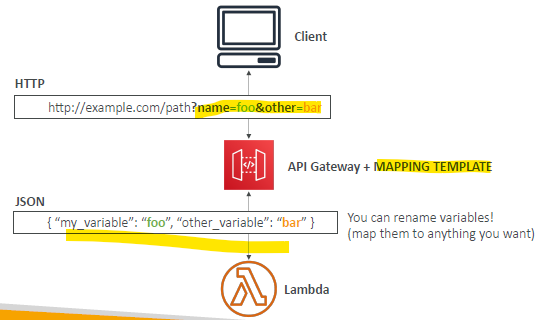 Client
HTTP
http://example.com/path?name=foo&other=bar
API Gateway + MAPPING TEMPLATE
JSON
{ “my_variable”: “foo”, “other_variable”: “bar” }
You can rename variables!
(map them to anything you want)
Lambda